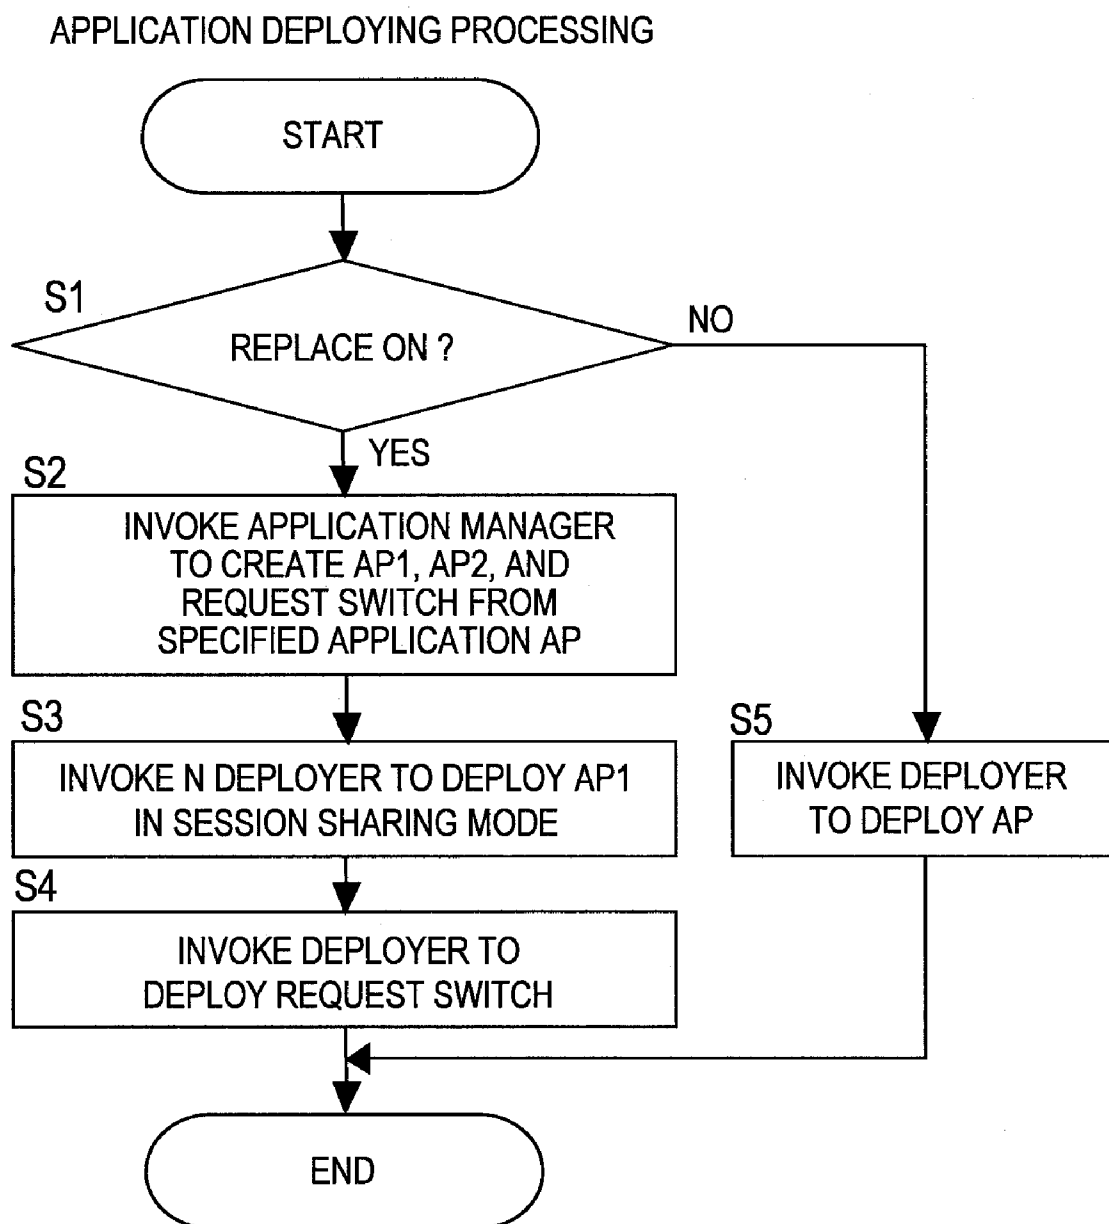 APPLICATION DEPLOYING PROCESSING
START
S1
REPLACE ON ?
NO
YES
S2
INVOKE APPLICATION MANAGER
TO CREATE AP1, AP2, AND
REQUEST SWITCH FROM
SPECIFIED APPLICATION AP
S3
INVOKE N DEPLOYER TO DEPLOY AP1
IN SESSION SHARING MODE
S5
INVOKE DEPLOYER
TO DEPLOY AP
S4
INVOKE DEPLOYER TO
DEPLOY REQUEST SWITCH
END